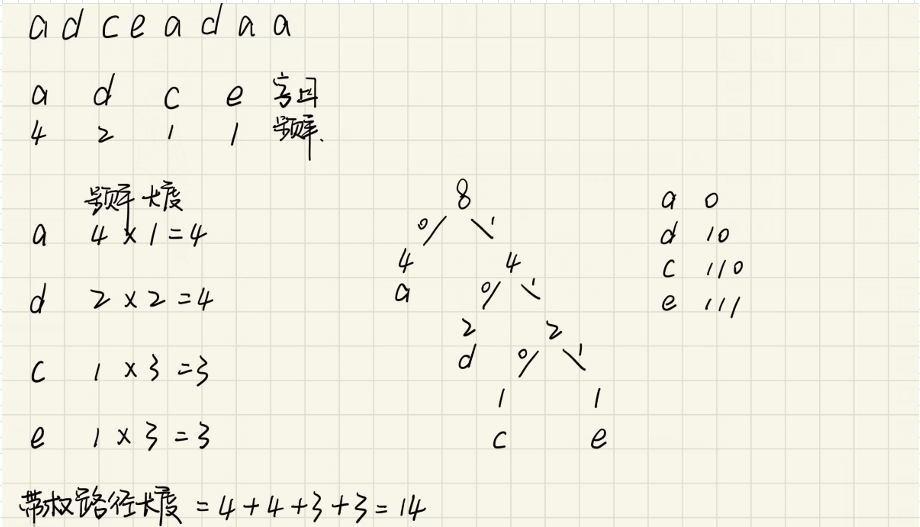 a d c e a d a a
a d c e 字母
4 2 1 1 频率.
频率 长度
a 4 × 1 = 4
d 2 × 2 = 4
c 1 × 3 = 3
e 1 × 3 = 3
带权路径长度 = 4 + 4 + 3 + 3 = 14
8
0 1
4 4
a 0 1
2 2
d 0 1
1 1
c e
a 0
d 10
c 110
e 111